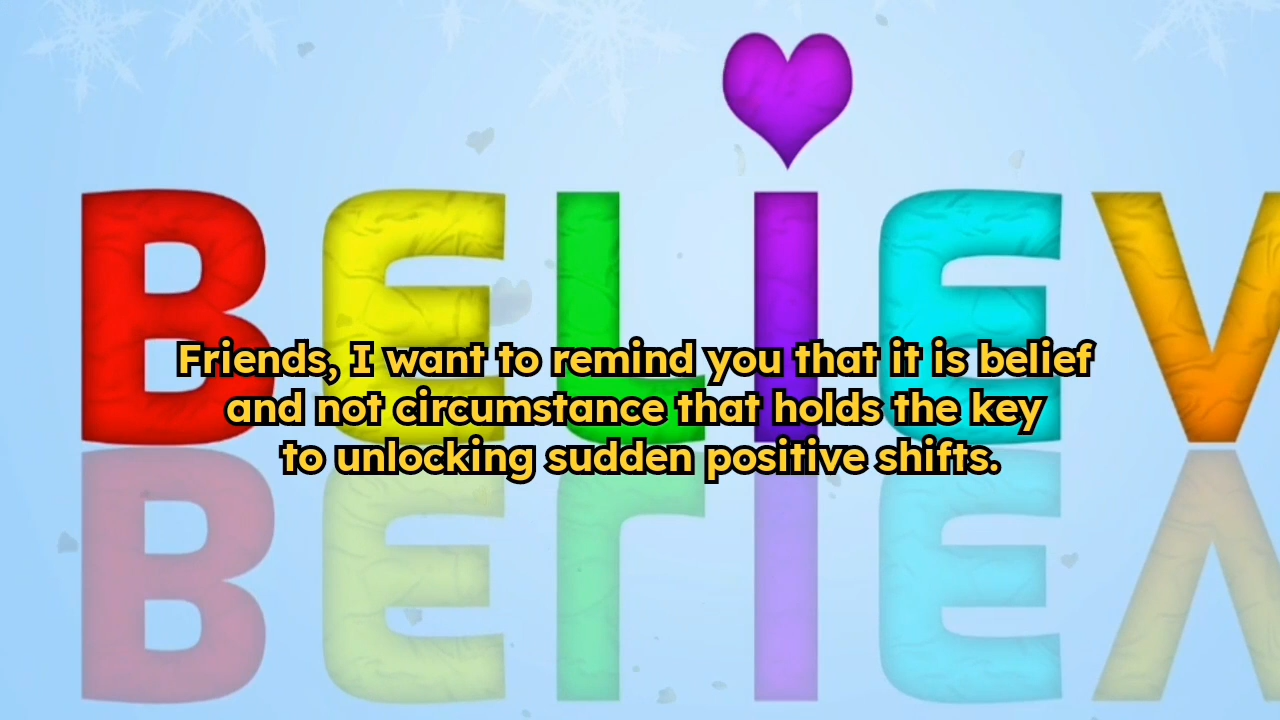 BELiEV
Friends, I want to remind you that it is belief
and not circumstance that holds the key
to unlocking sudden positive shifts.